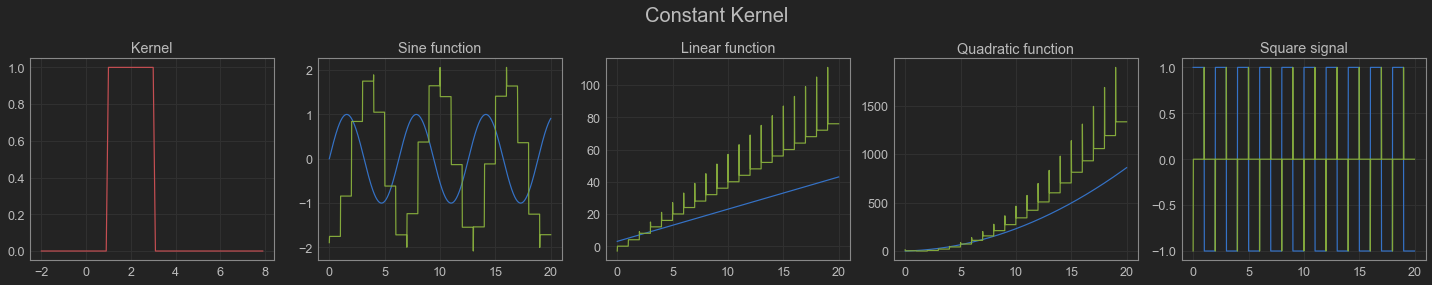 Constant Kernel
Kernel
1.0
0.8
0.6
0.4
0.2
0.0
−2 0 2 4 6 8
Sine function
2
1
0
−1
−2
0 5 10 15 20
Linear function
100
80
60
40
20
0
0 5 10 15 20
Quadratic function
1500
1000
500
0
0 5 10 15 20
Square signal
1.0
0.5
0.0
−0.5
−1.0
0 5 10 15 20